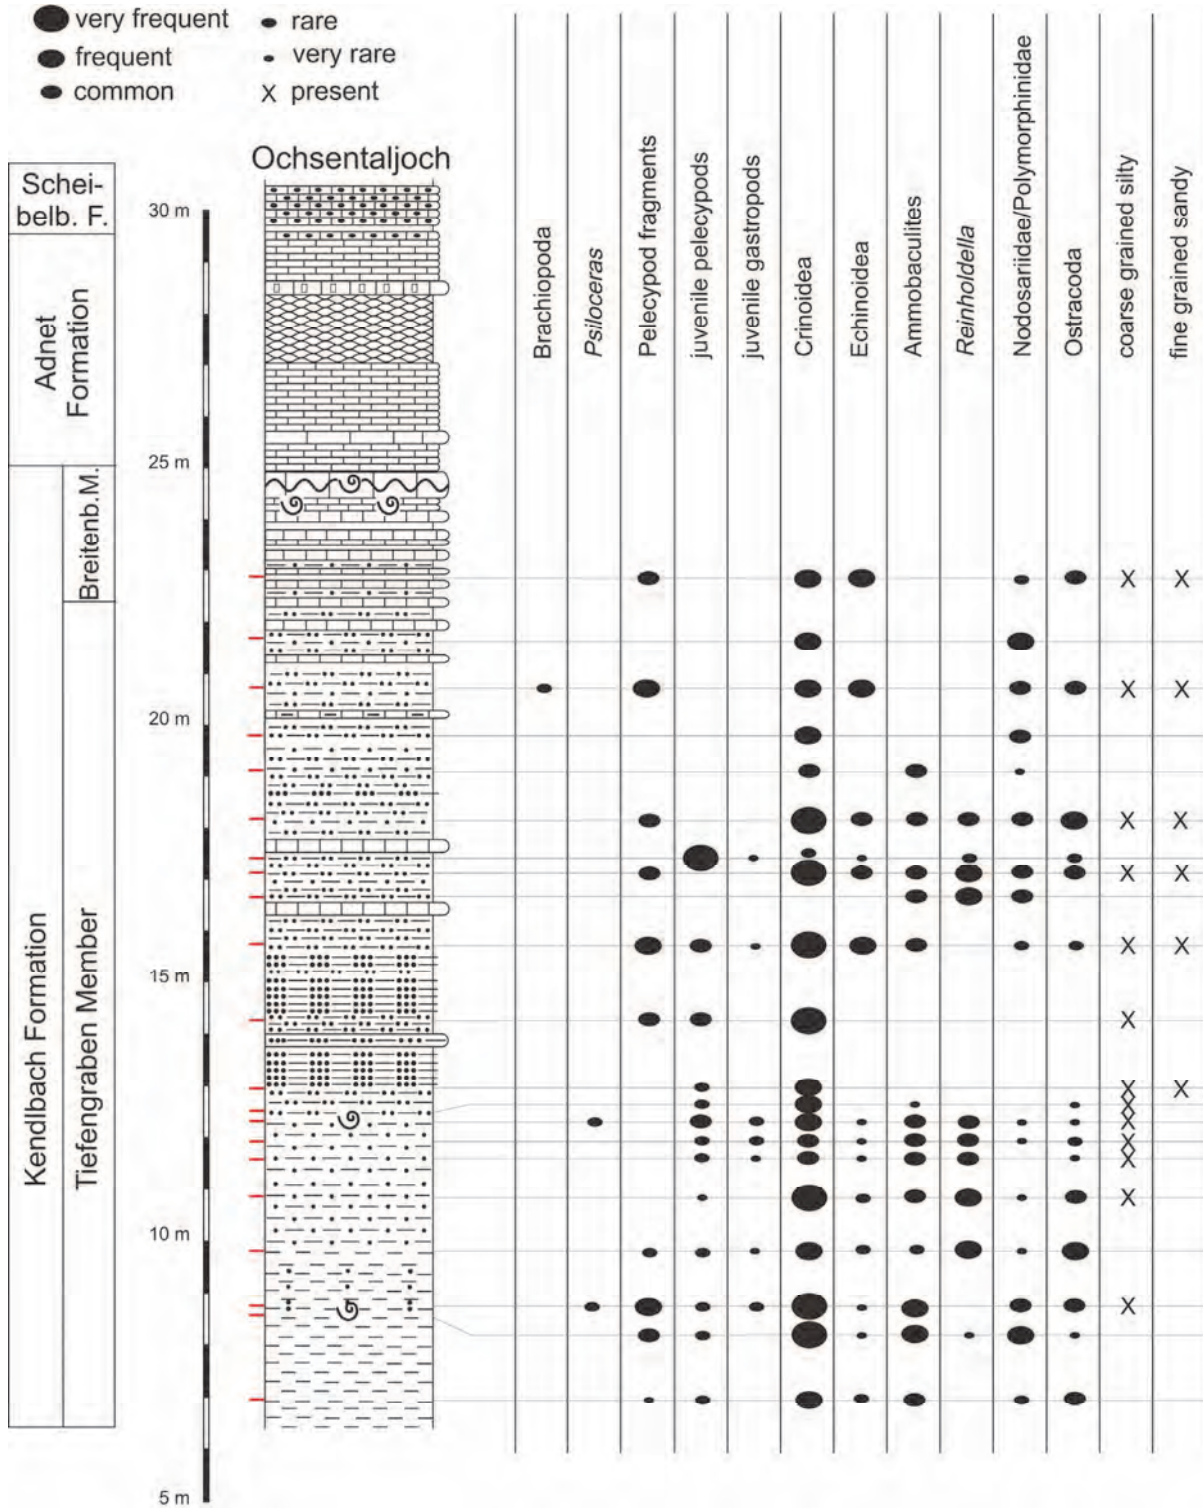 very frequent
frequent
common
rare
very rare
X present
Ochsentaljoch
Schei-
belb. F.
Adnet
Formation
Breitenb.M.
Kendlbach Formation
Tiefengraben Member
30 m
25 m
20 m
15 m
10 m
5 m
Brachiopoda
Psiloceras
Pelecypod fragments
juvenile pelecypods
juvenile gastropods
Crinoidea
Echinoidea
Ammobaculites
Reinholdella
Nodosariidae/Polymorphinidae
Ostracoda
coarse grained silty
fine grained sandy
X X
X X
X X
X X
X X
X
X X
X
X
X
X
X
X